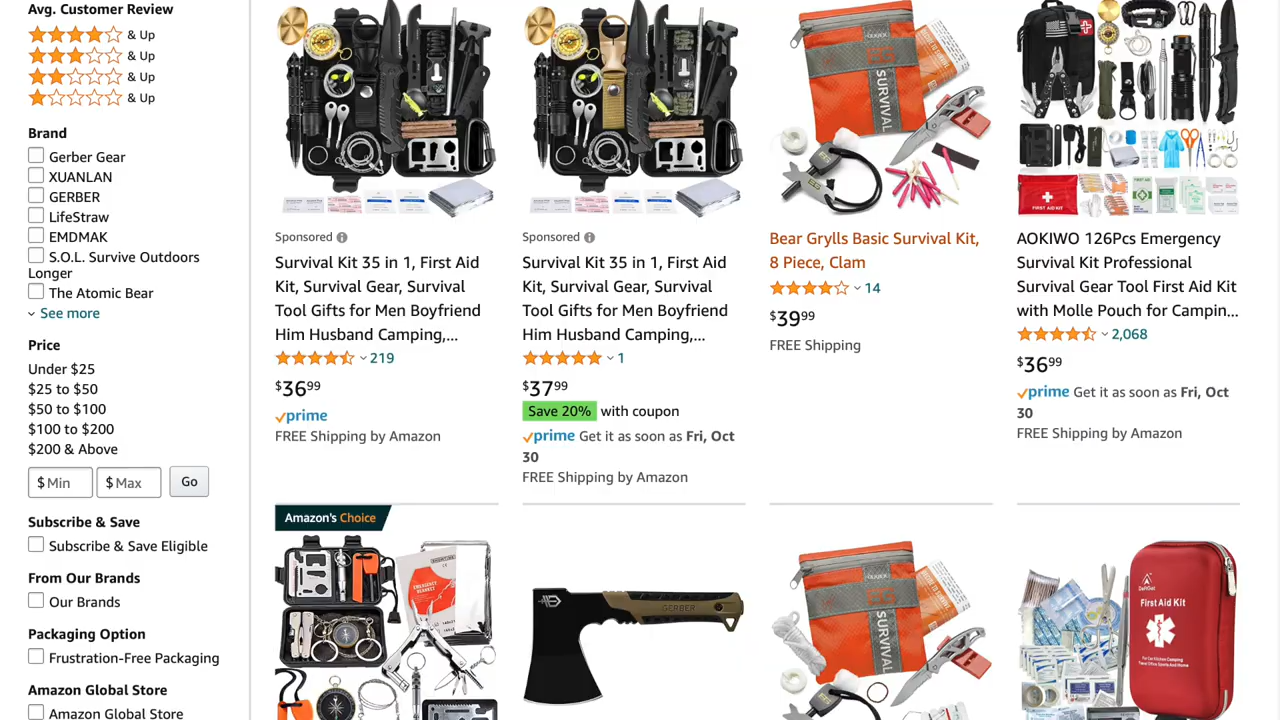 Avg. Customer Review
& Up
& Up
& Up
& Up
Brand
Gerber Gear
XUANLAN
GERBER
LifeStraw
EMDMAK
S.O.L. Survive Outdoors
Longer
The Atomic Bear
See more
Price
Under $25
$25 to $50
$50 to $100
$100 to $200
$200 & Above
$ Min $ Max Go
Subscribe & Save
Subscribe & Save Eligible
From Our Brands
Our Brands
Packaging Option
Frustration-Free Packaging
Amazon Global Store
Amazon Global Store
Sponsored
Survival Kit 35 in 1, First Aid
Kit, Survival Gear, Survival
Tool Gifts for Men Boyfriend
Him Husband Camping,...
219
$36 99
prime
FREE Shipping by Amazon
Sponsored
Survival Kit 35 in 1, First Aid
Kit, Survival Gear, Survival
Tool Gifts for Men Boyfriend
Him Husband Camping,...
1
$37 99
Save 20% with coupon
prime Get it as soon as Fri, Oct
30
FREE Shipping by Amazon
SURVIVAL
Bear Grylls Basic Survival Kit,
8 Piece, Clam
14
$39 99
FREE Shipping
FIRST AID KIT
AOKIWO 126Pcs Emergency
Survival Kit Professional
Survival Gear Tool First Aid Kit
with Molle Pouch for Campin...
2,068
$36 99
prime Get it as soon as Fri, Oct
30
FREE Shipping by Amazon
Amazon's Choice
EMERGENCY
BLANKET
GERBER
SURVIVAL
First Aid Kit